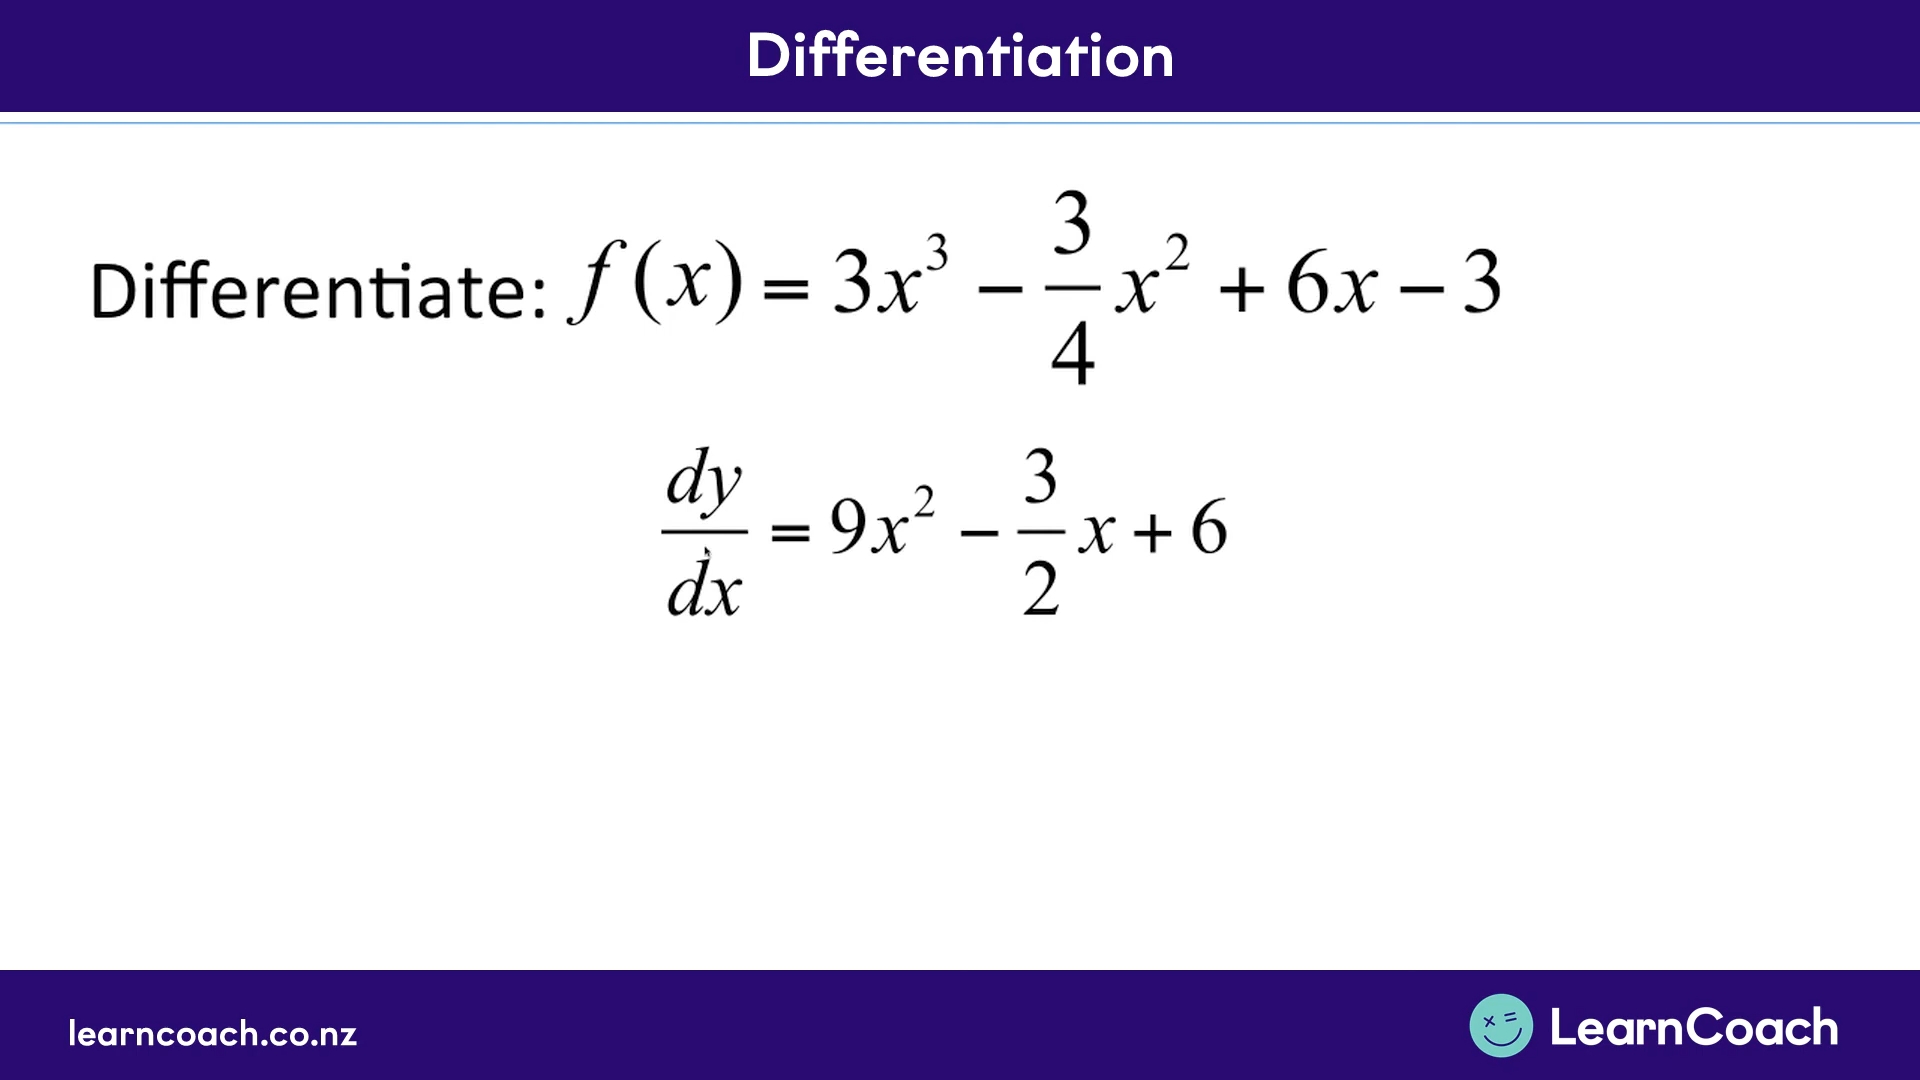 Differentiation
Differentiate: f(x) = 3x³ − 3/4 x² + 6x − 3
dy/dx = 9x² − 3/2 x + 6
learncoach.co.nz
LearnCoach